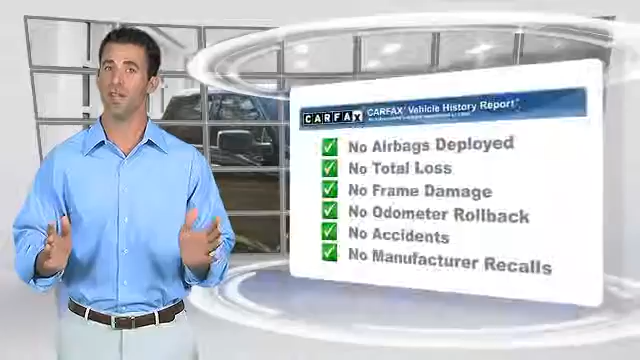 CARFAX CARFAX Vehicle History Report
No Airbags Deployed
No Total Loss
No Frame Damage
No Odometer Rollback
No Accidents
No Manufacturer Recalls